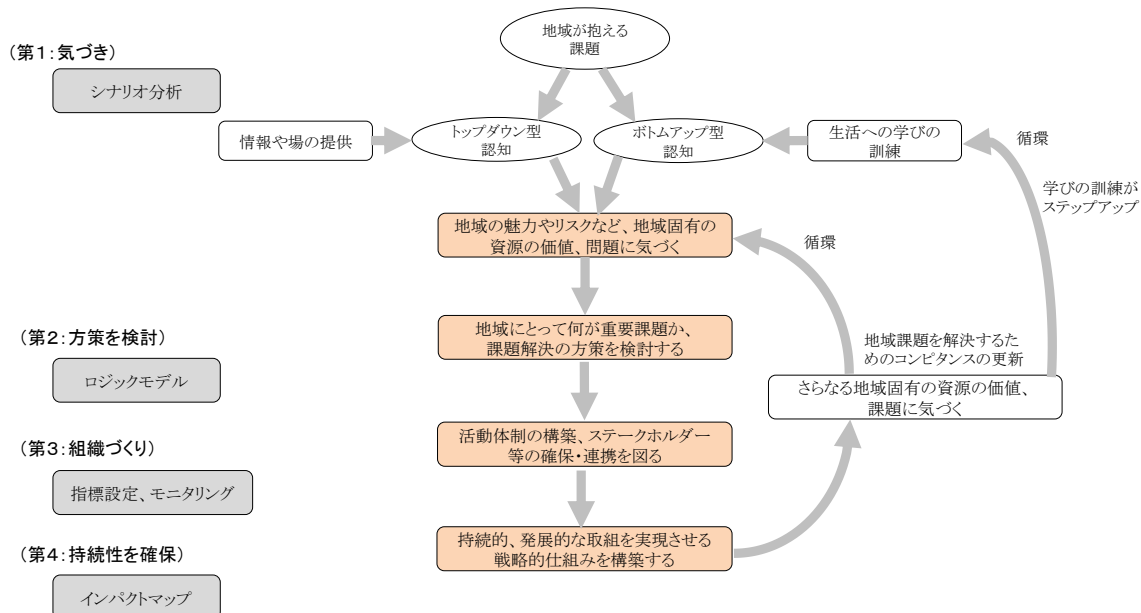 地域が抱える
課題
（第1：気づき）
シナリオ分析
情報や場の提供
トップダウン型
認知
ボトムアップ型
認知
生活への学びの
訓練
循環
学びの訓練が
ステップアップ
地域の魅力やリスクなど、地域固有の
資源の価値、問題に気づく
循環
（第2：方策を検討）
ロジックモデル
地域にとって何が重要課題か、
課題解決の方策を検討する
地域課題を解決するた
めのコンピタンスの更新
さらなる地域固有の資源の価値、
課題に気づく
（第3：組織づくり）
指標設定、モニタリング
活動体制の構築、ステークホルダー
等の確保・連携を図る
（第4：持続性を確保）
インパクトマップ
持続的、発展的な取組を実現させる
戦略的仕組みを構築する